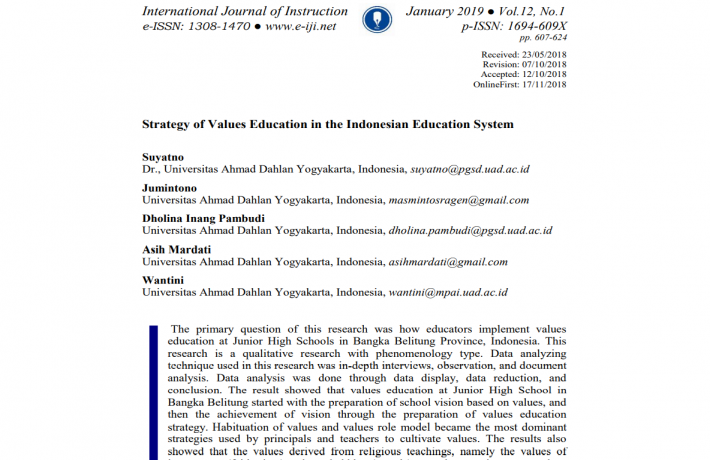 International Journal of Instruction January 2019 ● Vol.12, No.1
e-ISSN: 1308-1470 ● www.e-iji.net p-ISSN: 1694-609X
pp. 607-624
Received: 23/05/2018
Revision: 07/10/2018
Accepted: 12/10/2018
OnlineFirst: 17/11/2018
Strategy of Values Education in the Indonesian Education System
Suyatno
Dr., Universitas Ahmad Dahlan Yogyakarta, Indonesia, suyatno@pgsd.uad.ac.id
Jumintono
Universitas Ahmad Dahlan Yogyakarta, Indonesia, masmintosragen@gmail.com
Dholina Inang Pambudi
Universitas Ahmad Dahlan Yogyakarta, Indonesia, dholina.pambudi@pgsd.uad.ac.id
Asih Mardati
Universitas Ahmad Dahlan Yogyakarta, Indonesia, asihmardati@gmail.com
Wantini
Universitas Ahmad Dahlan Yogyakarta, Indonesia, wantini@mpai.uad.ac.id
The primary question of this research was how educators implement values
education at Junior High Schools in Bangka Belitung Province, Indonesia. This
research is a qualitative research with phenomenology type. Data analyzing
technique used in this research was in-depth interviews, observation, and document
analysis. Data analysis was done through data display, data reduction, and
conclusion. The result showed that values education at Junior High School in
Bangka Belitung started with the preparation of school vision based on values, and
then the achievement of vision through the preparation of values education
strategy. Habituation of values and values role model became the most dominant
strategies used by principals and teachers to cultivate values. The results also
showed that the values derived from religious teachings, namely the values of